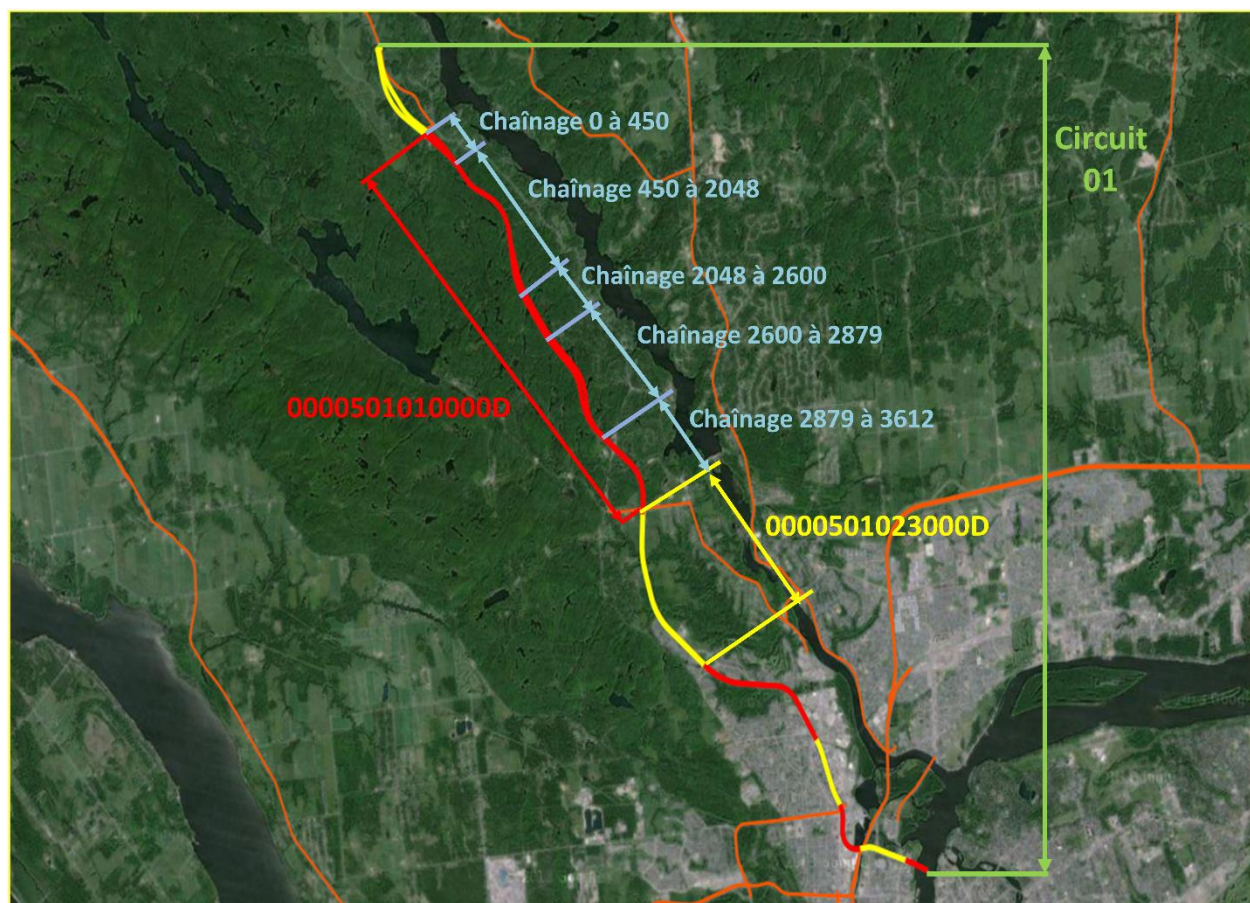 Chaînage 0 à 450
Circuit
01
Chaînage 450 à 2048
Chaînage 2048 à 2600
Chaînage 2600 à 2879
0000501010000D
Chaînage 2879 à 3612
0000501023000D